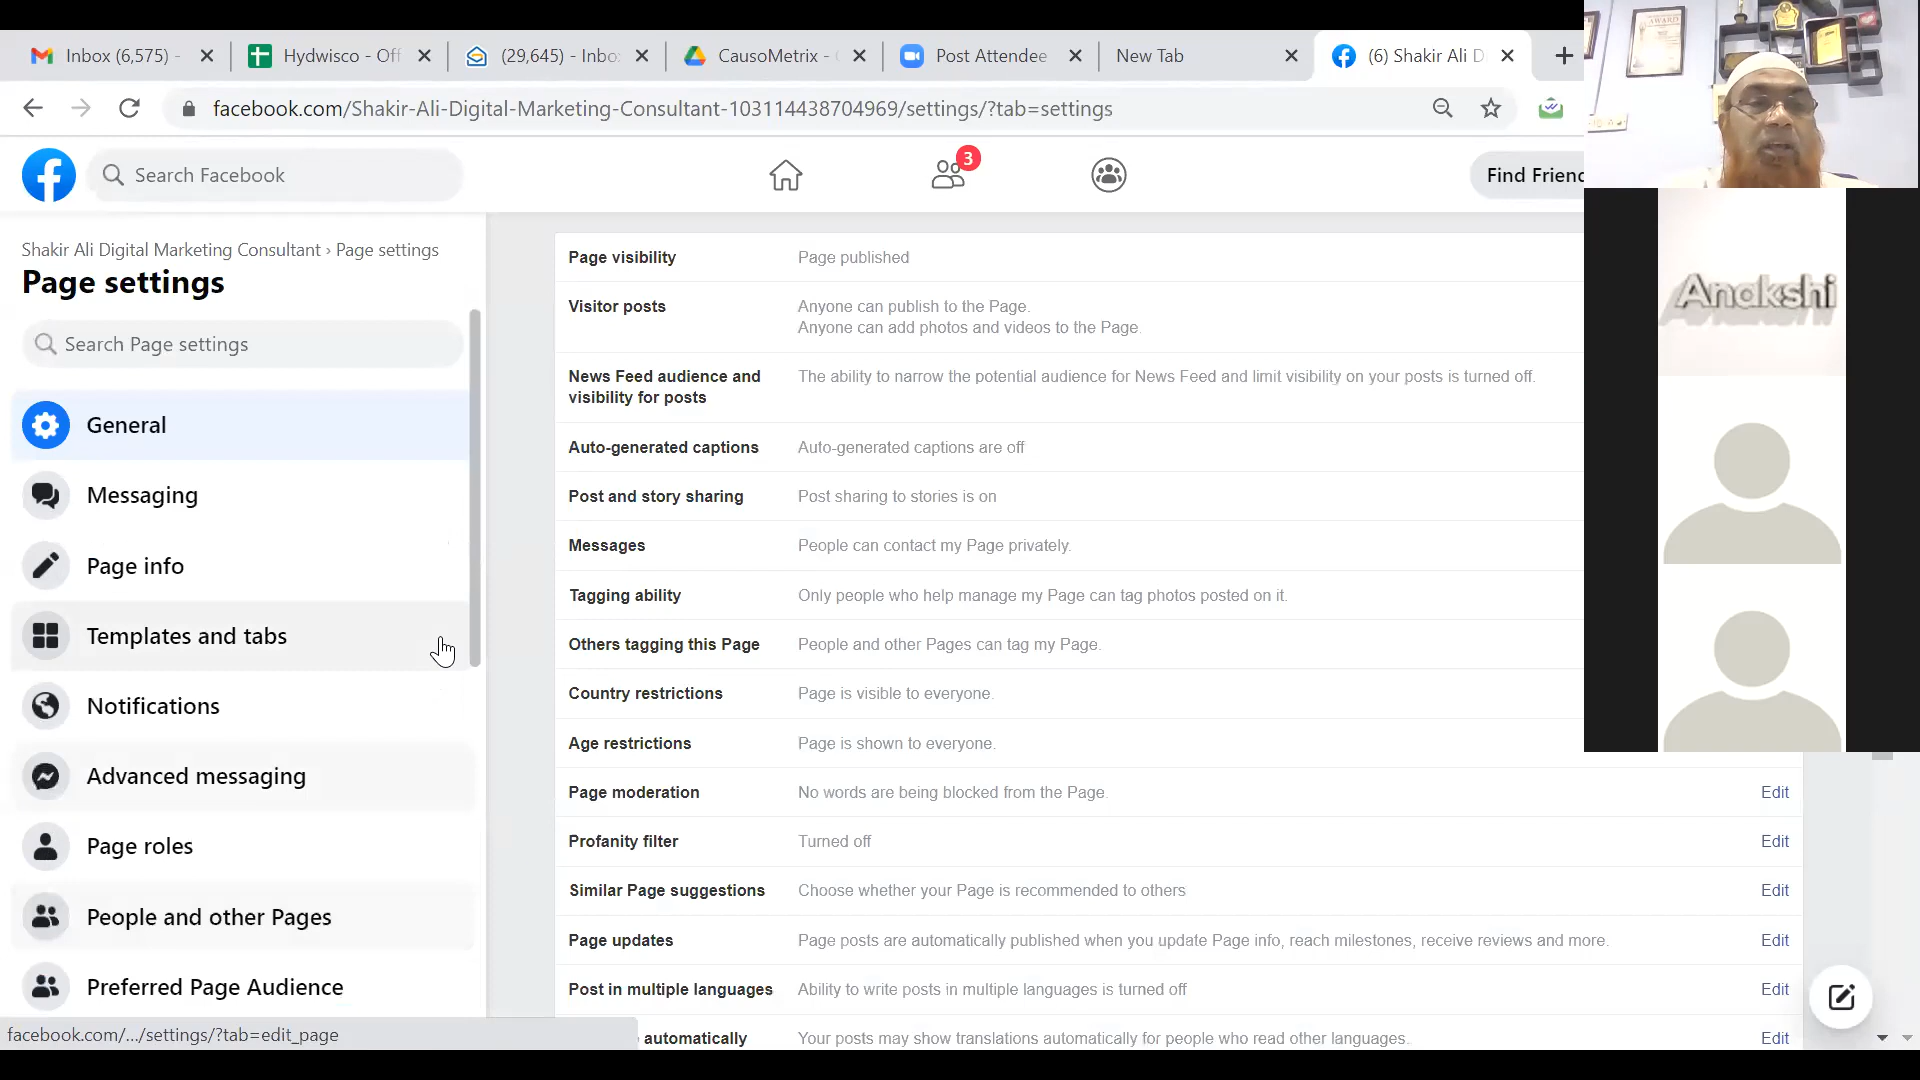 Inbox (6,575) -
Hydwisco - Off
(29,645) - Inbo
CausoMetrix -
Post Attendee
New Tab
(6) Shakir Ali D
facebook.com/Shakir-Ali-Digital-Marketing-Consultant-103114438704969/settings/?tab=settings
AWARD
Search Facebook
3
Find Friend
Shakir Ali Digital Marketing Consultant › Page settings
Page settings
Search Page settings
General
Messaging
Page info
Templates and tabs
Notifications
Advanced messaging
Page roles
People and other Pages
Preferred Page Audience
facebook.com/.../settings/?tab=edit_page
Page visibility Page published
Visitor posts Anyone can publish to the Page.
Anyone can add photos and videos to the Page.
News Feed audience and The ability to narrow the potential audience for News Feed and limit visibility on your posts is turned off.
visibility for posts
Auto-generated captions Auto-generated captions are off
Post and story sharing Post sharing to stories is on
Messages People can contact my Page privately.
Tagging ability Only people who help manage my Page can tag photos posted on it.
Others tagging this Page People and other Pages can tag my Page.
Country restrictions Page is visible to everyone.
Age restrictions Page is shown to everyone.
Page moderation No words are being blocked from the Page. Edit
Profanity filter Turned off Edit
Similar Page suggestions Choose whether your Page is recommended to others Edit
Page updates Page posts are automatically published when you update Page info, reach milestones, receive reviews and more. Edit
Post in multiple languages Ability to write posts in multiple languages is turned off Edit
automatically Your posts may show translations automatically for people who read other languages. Edit
Anakshi